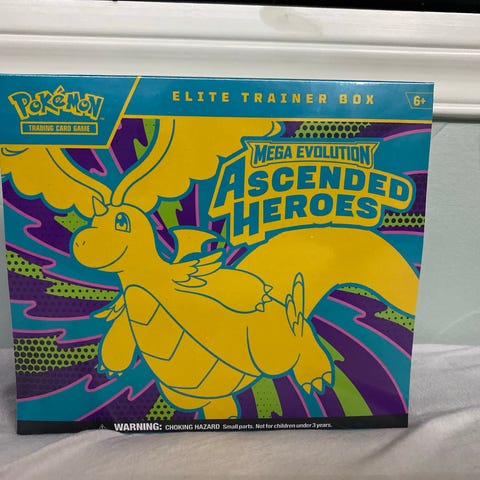 POKéMON
TRADING CARD GAME
ELITE TRAINER BOX
6+
MEGA EVOLUTION
ASCENDED
HEROES
WARNING: CHOKING HAZARD Small parts. Not for children under 3 years.